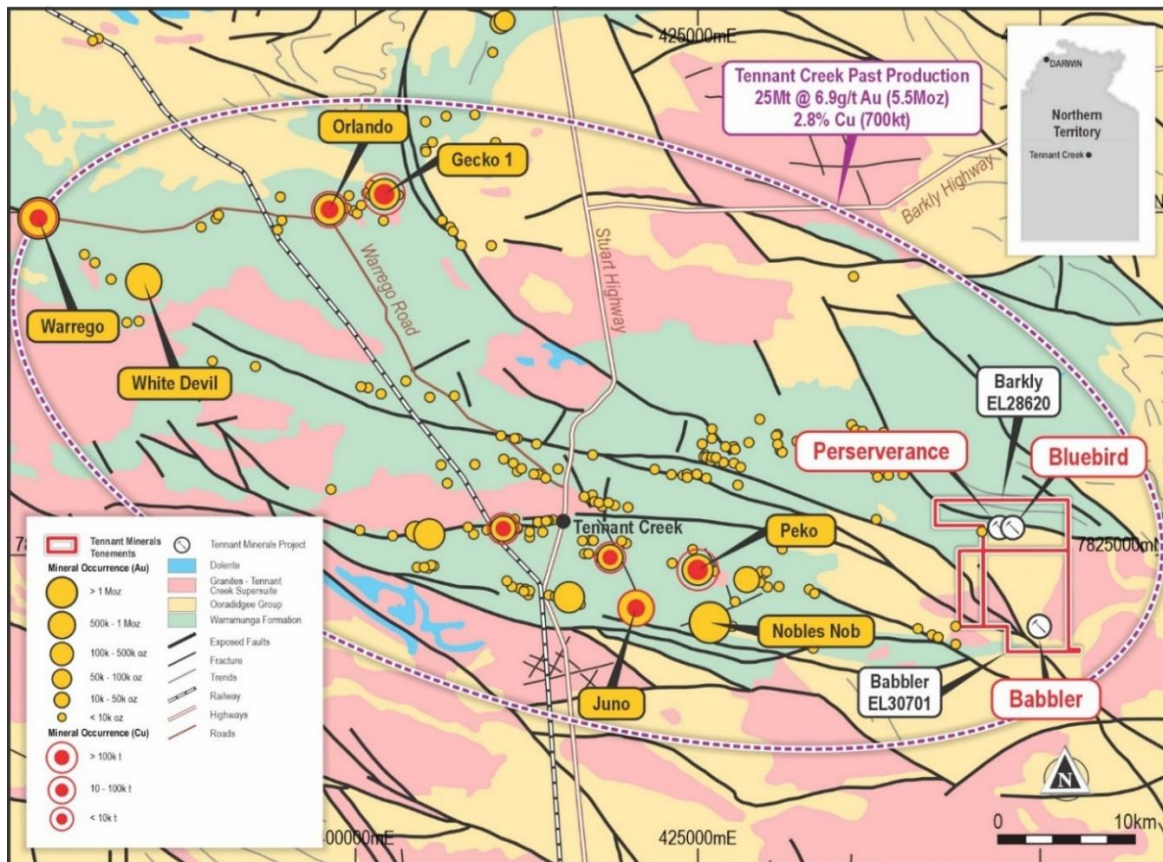 425000mE
Tennant Creek Past Production
25Mt @ 6.9g/t Au (5.5Moz)
2.8% Cu (700kt)
DARWIN
Northern
Territory
Tennant Creek
Orlando
Gecko 1
Barkly Highway
Stuart Highway
Warrego Road
Warrego
White Devil
Barkly
EL28620
Perserverance
Bluebird
Tennant Creek
Peko
7825000mN
Nobles Nob
Juno
Babbler
EL30701
Babbler
Tennant Minerals
Tenements
Mineral Occurrence (Au)
> 1 Moz
500k - 1 Moz
100k - 500k oz
50k - 100k oz
10k - 50k oz
< 10k oz
Mineral Occurrence (Cu)
> 100k t
10 - 100k t
< 10k t
Tennant Minerals Project
Dolerite
Granites - Tennant
Creek Supersuite
Ooradidgee Group
Warramunga Formation
Exposed Faults
Fracture
Trends
Railway
Highways
Roads
N
0 10km
00000mE
425000mE